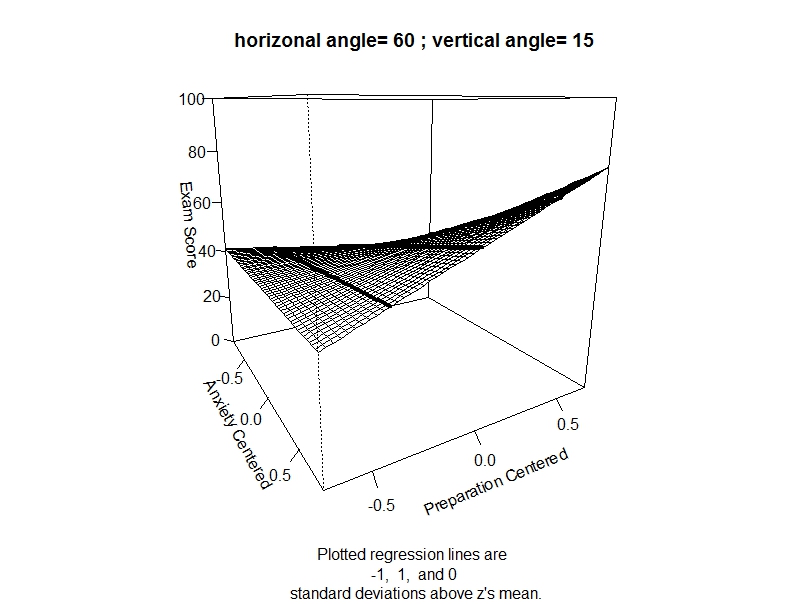 horizonal angle= 60 ; vertical angle= 15
100
80
60
40
20
0
Exam Score
-0.5
0.0
0.5
Anxiety Centered
-0.5
0.0
0.5
Preparation Centered
Plotted regression lines are
-1, 1, and 0
standard deviations above z's mean.